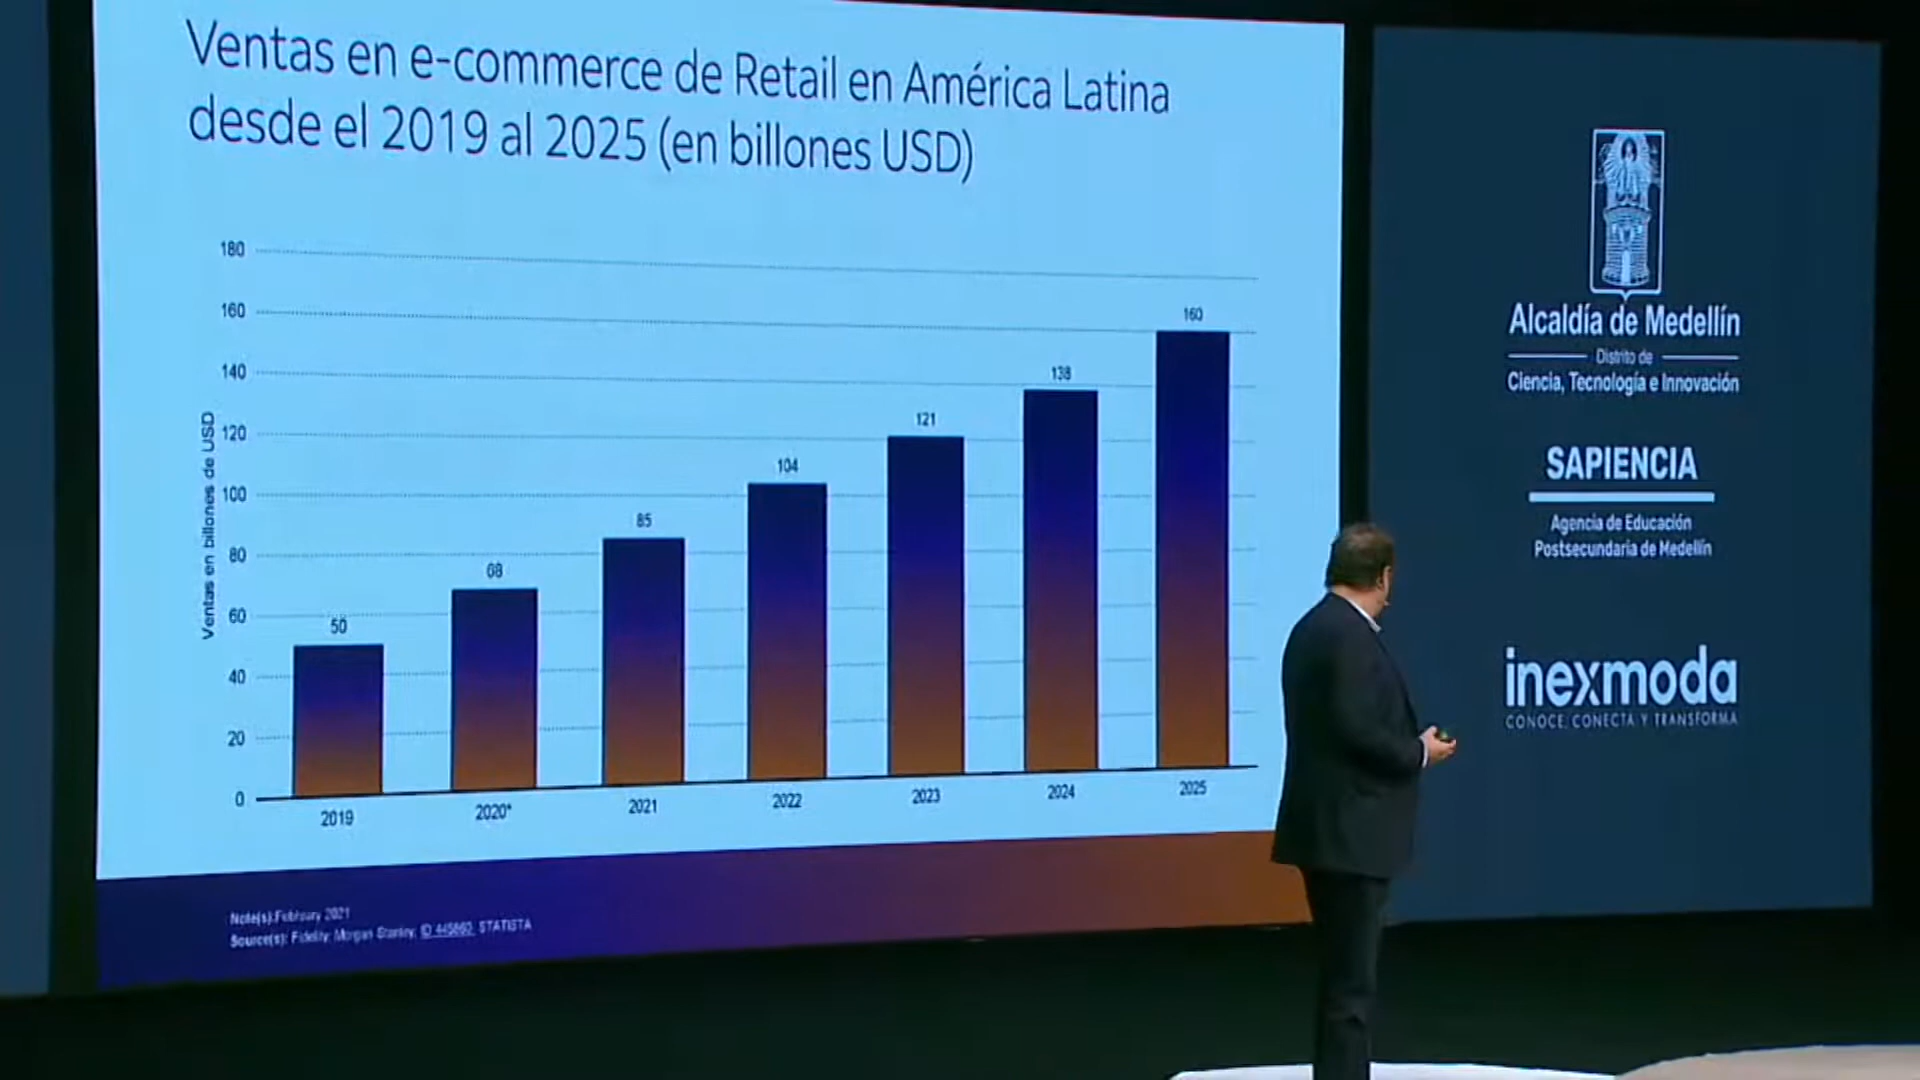 Ventas en e-commerce de Retail en América Latina
desde el 2019 al 2025 (en billones USD)
Ventas en billones de USD
180
160
140
120
100
80
60
40
20
0
50
68
85
104
121
138
160
2019
2020*
2021
2022
2023
2024
2025
Note(s): February 2021
Source(s): Fidelity; Morgan Stanley; ID 445860 STATISTA
Alcaldía de Medellín
Distrito de
Ciencia, Tecnología e Innovación
SAPIENCIA
Agencia de Educación
Postsecundaria de Medellín
inexmoda
CONOCE, CONECTA Y TRANSFORMA